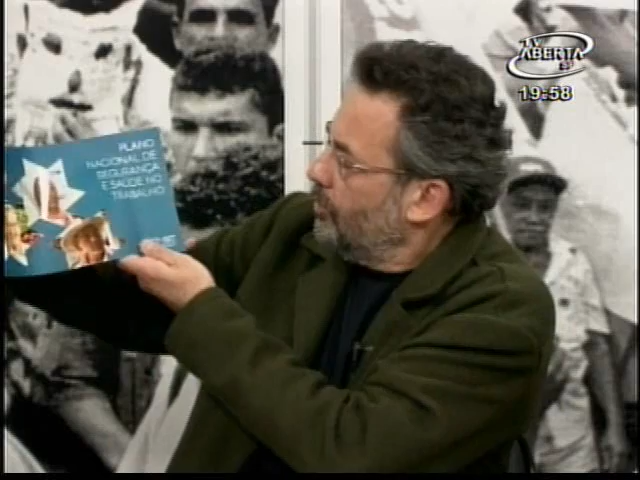 TV
ABERTA
SP
19:58
PLANO
NACIONAL DE
SEGURANÇA
E SAÚDE NO
TRABALHO